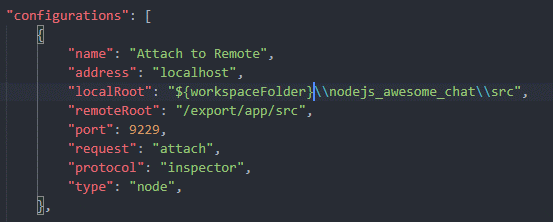 "configurations": [
{
"name": "Attach to Remote",
"address": "localhost",
"localRoot": "${workspaceFolder}\\nodejs_awesome_chat\\src",
"remoteRoot": "/export/app/src",
"port": 9229,
"request": "attach",
"protocol": "inspector",
"type": "node",
},